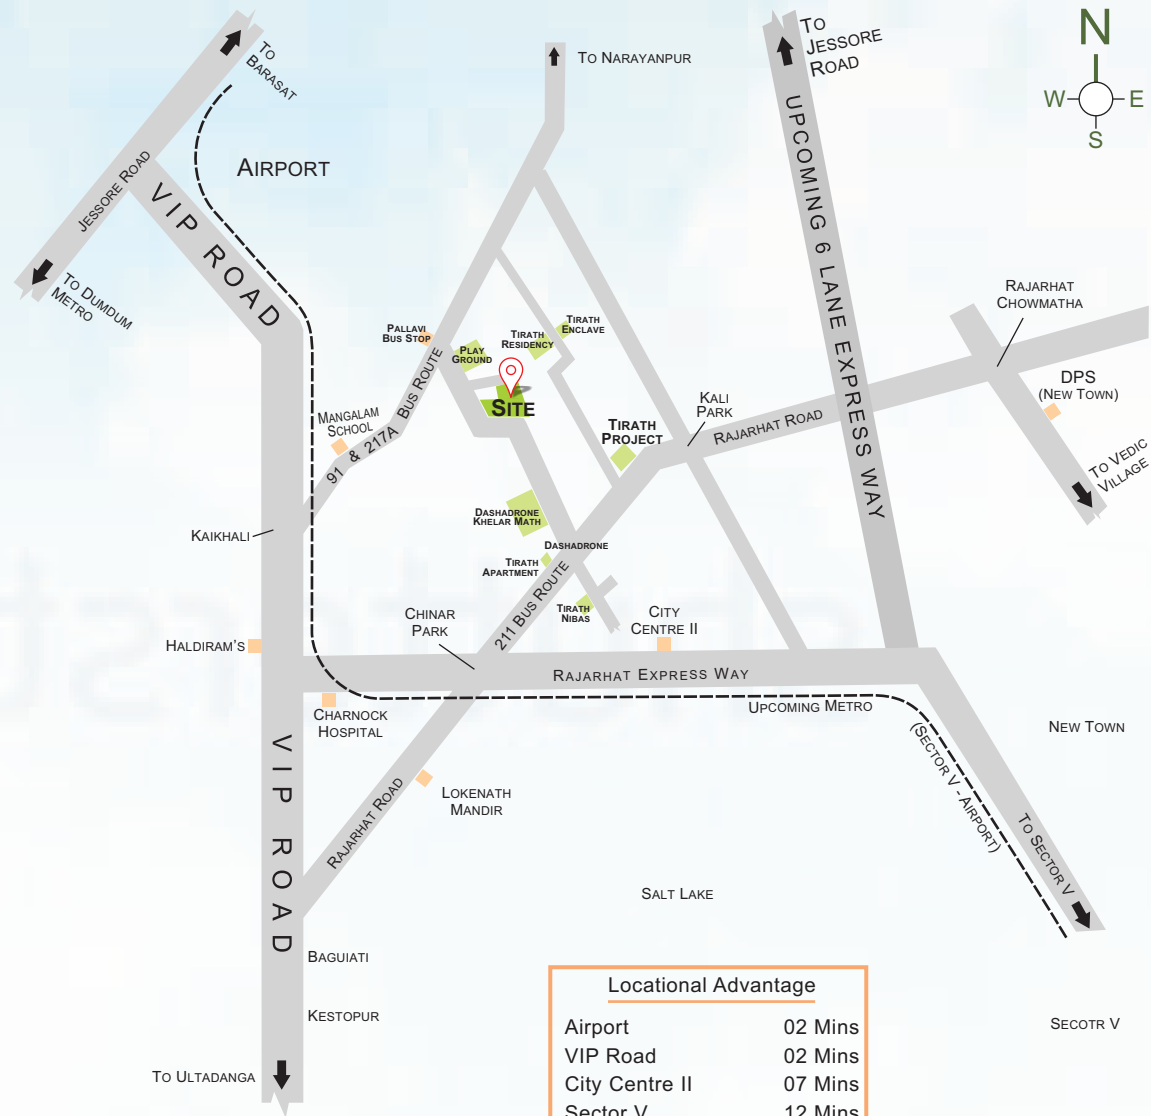 N
W
E
S
TO
BARASAT
AIRPORT
JESSORE ROAD
VIP ROAD
TO DUMDUM
METRO
TO NARAYANPUR
TO
JESSORE
ROAD
UPCOMING 6 LANE EXPRESS WAY
RAJARHAT
CHOWMATHA
DPS
(NEW TOWN)
TO VEDIC
VILLAGE
PALLAVI
BUS STOP
PLAY
GROUND
TIRATH
RESIDENCY
TIRATH
ENCLAVE
SITE
MANGALAM
SCHOOL
91 & 217A BUS ROUTE
TIRATH
PROJECT
KALI
PARK
RAJARHAT ROAD
KAIKHALI
DASHADRONE
KHELAR MATH
DASHADRONE
TIRATH
APARTMENT
211 BUS ROUTE
TIRATH
NIBAS
CITY
CENTRE II
CHINAR
PARK
HALDIRAM'S
RAJARHAT EXPRESS WAY
UPCOMING METRO
(SECTOR V - AIRPORT)
CHARNOCK
HOSPITAL
NEW TOWN
VIP ROAD
LOKENATH
MANDIR
RAJARHAT ROAD
TO SECTOR V
SALT LAKE
BAGUIATI
KESTOPUR
SECOTR V
TO ULTADANGA
Locational Advantage
Airport 02 Mins
VIP Road 02 Mins
City Centre II 07 Mins
Sector V 12 Mins